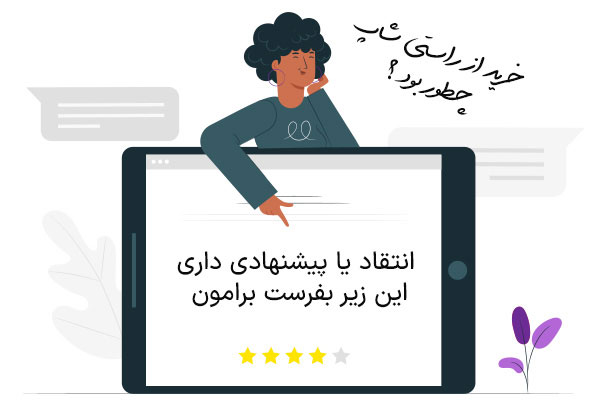 خرید از راستی شاپ
چطور بود؟
انتقاد یا پیشنهادی داری
این زیر بفرست برامون